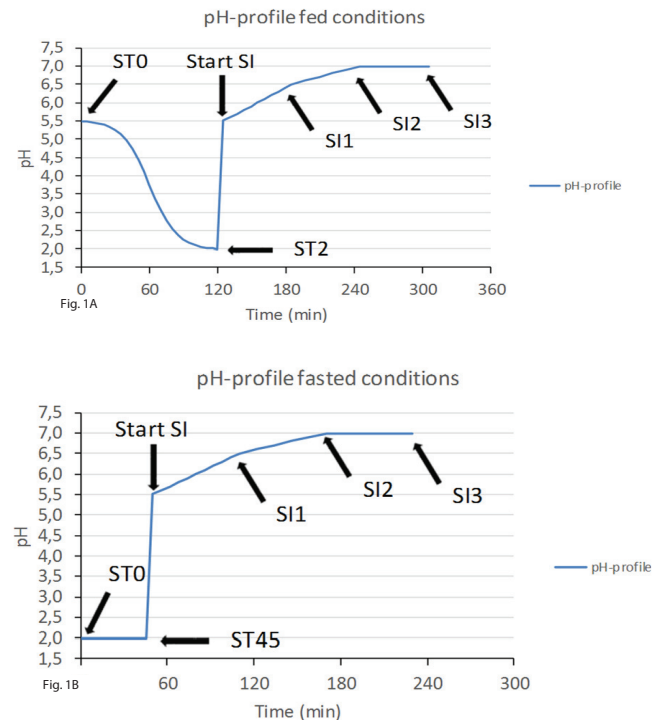 pH-profile fed conditions
7,5
7,0
6,5
6,0
5,5
5,0
4,5
4,0
3,5
3,0
2,5
2,0
1,5
pH
ST0
Start SI
SI1
SI2
SI3
ST2
pH-profile
0 60 120 180 240 300 360
Fig. 1A
Time (min)
pH-profile fasted conditions
7,5
7,0
6,5
6,0
5,5
5,0
4,5
4,0
3,5
3,0
2,5
2,0
1,5
pH
Start SI
SI1
SI2
SI3
ST0
ST45
pH-profile
60 120 180 240 300
Fig. 1B
Time (min)